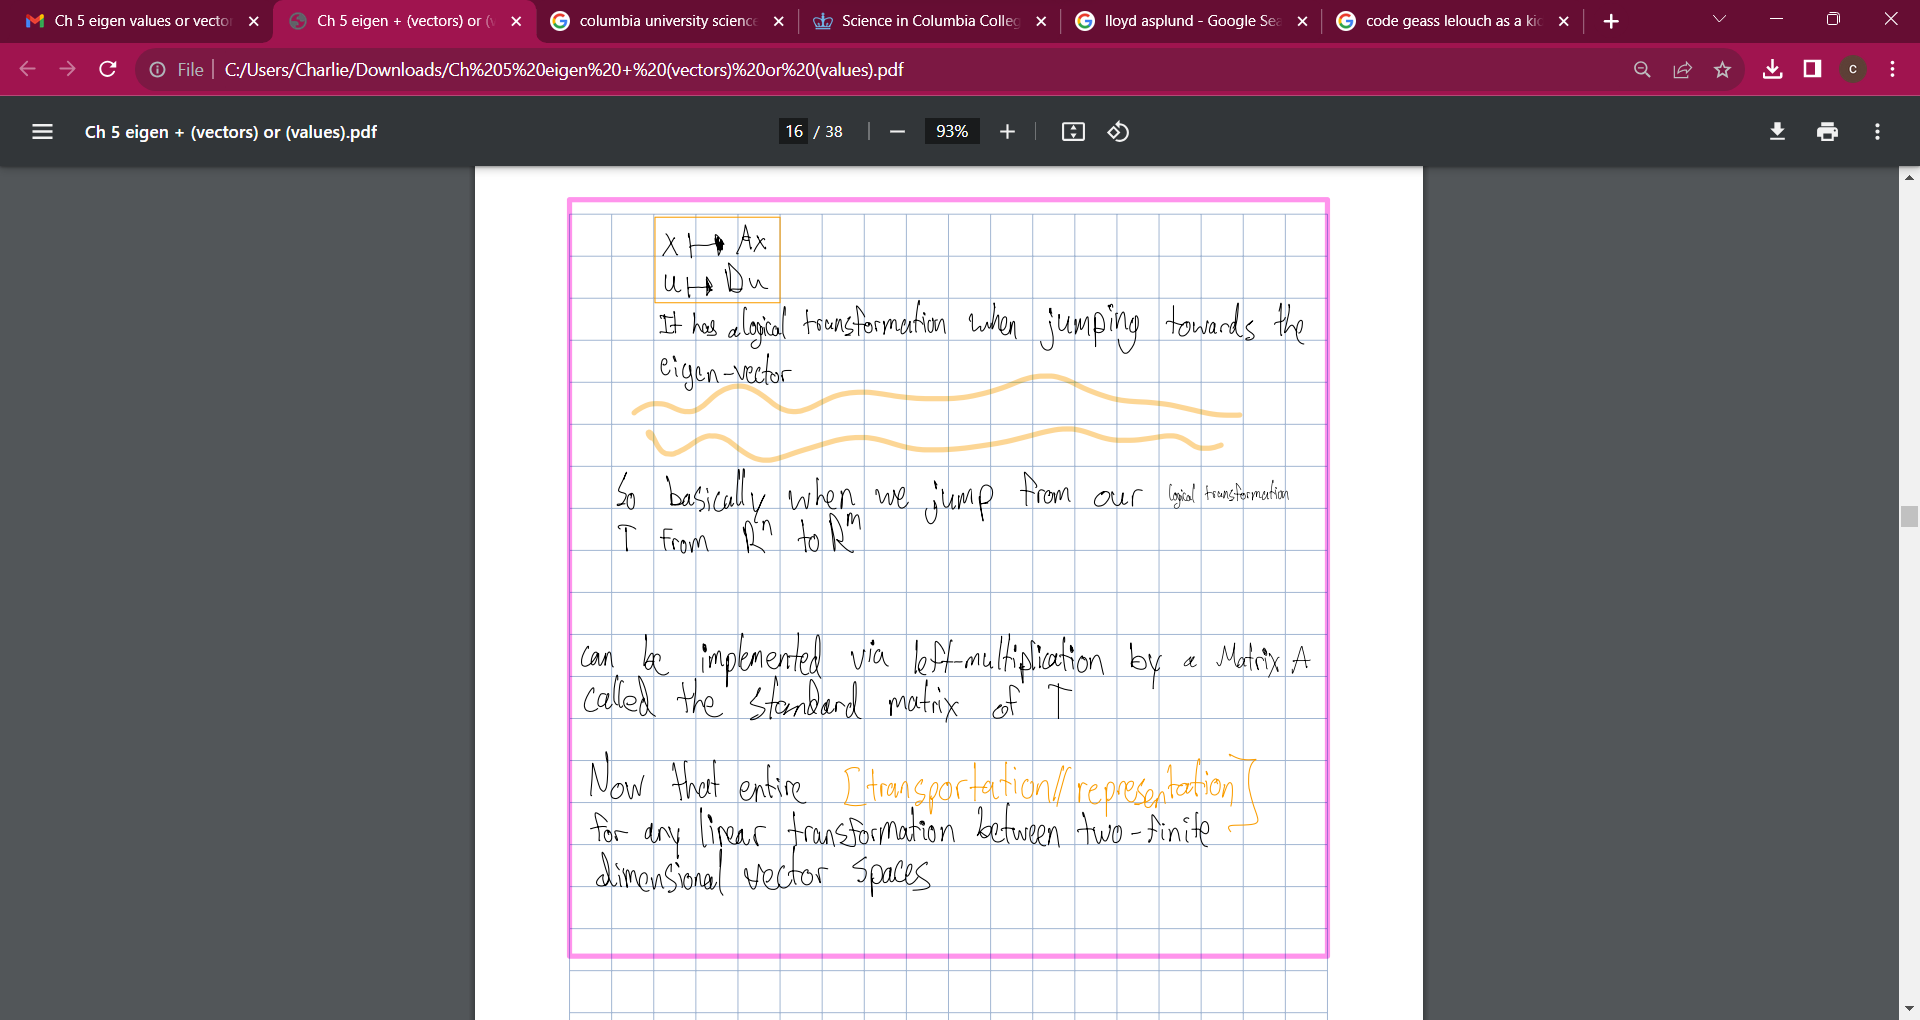 Ch 5 eigen values or vector
Ch 5 eigen + (vectors) or (v
columbia university science
Science in Columbia Colleg
lloyd asplund - Google Sea
code geass lelouch as a kid
File
C:/Users/Charlie/Downloads/Ch%205%20eigen%20+%20(vectors)%20or%20(values).pdf
c
Ch 5 eigen + (vectors) or (values).pdf
16 / 38
93%
x ↦ Ax
u ↦ Du
It has a logical transformation when jumping towards the
eigen-vector
So basically when we jump from our logical transformation
T from Rⁿ to Rᵐ
can be implemented via left-multiplication by a Matrix A
called the standard matrix of T
Now that entire [transportation// representation]
for any linear transformation between two-finite
dimensional vector spaces